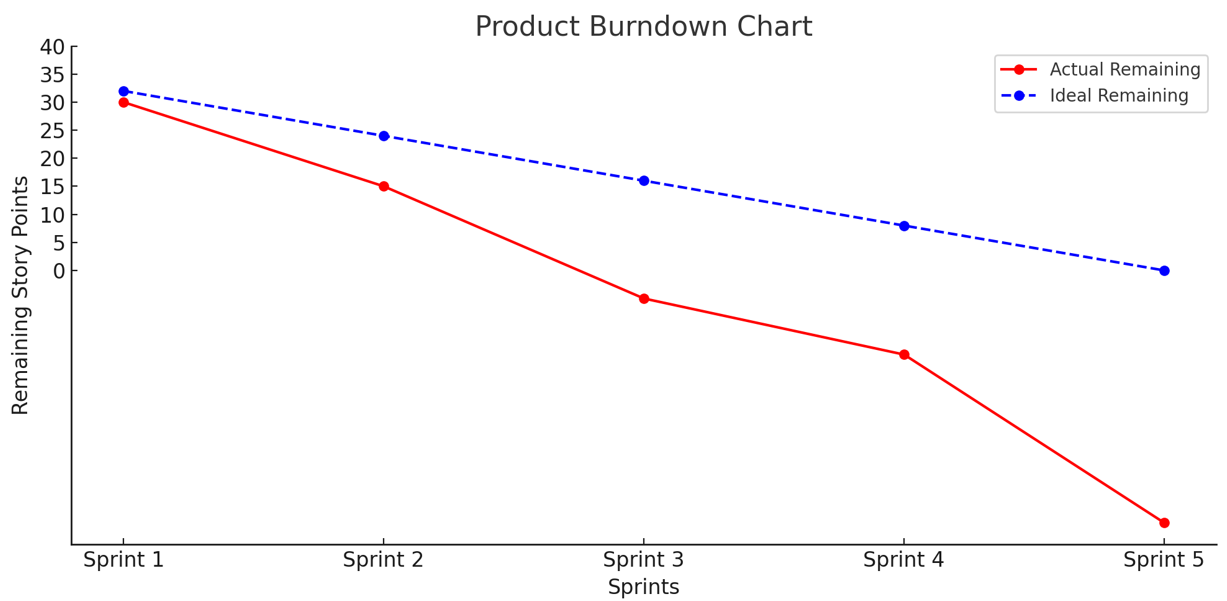 Product Burndown Chart
Actual Remaining
Ideal Remaining
Remaining Story Points
40
35
30
25
20
15
10
5
0
Sprint 1
Sprint 2
Sprint 3
Sprint 4
Sprint 5
Sprints